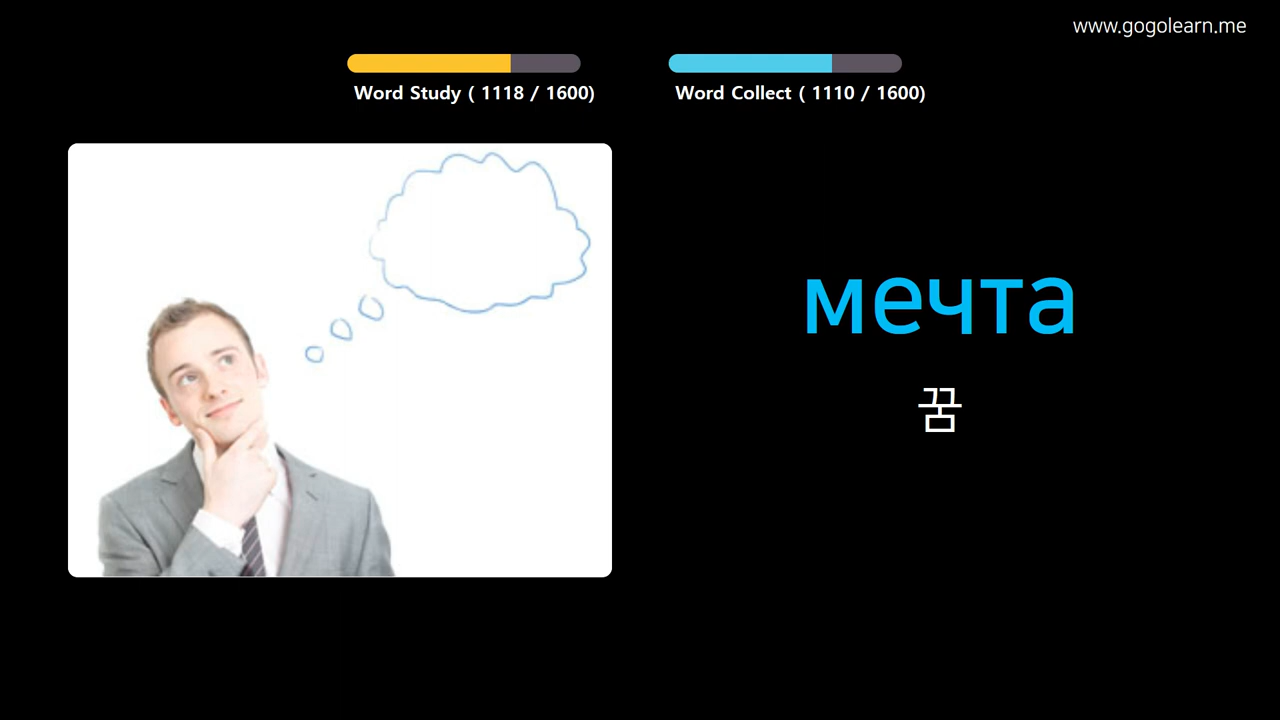 www.gogolearn.me
Word Study ( 1118 / 1600)
Word Collect ( 1110 / 1600)
мечта
꿈